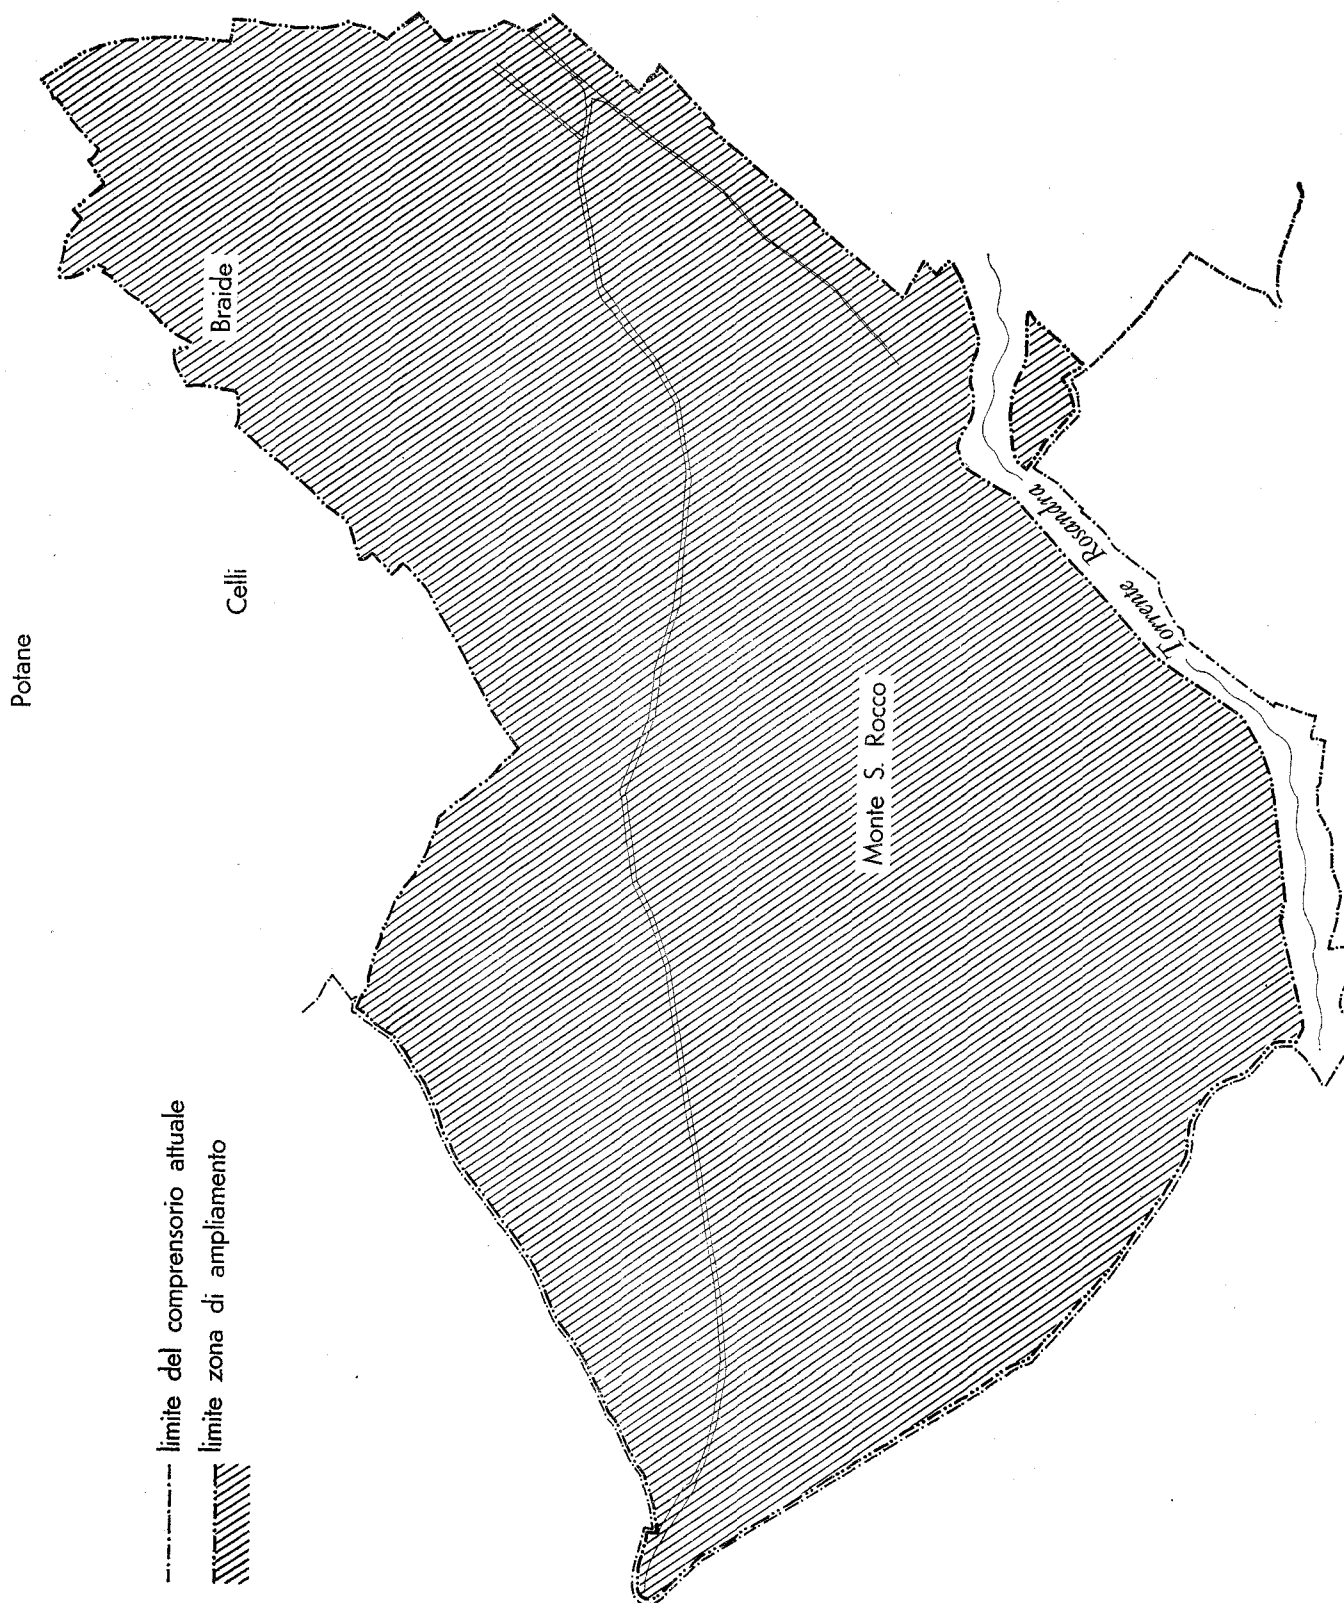 Potane
Celli
Braide
Monte S. Rocco
Torrente Rosandra
limite del comprensorio attuale
limite zona di ampliamento